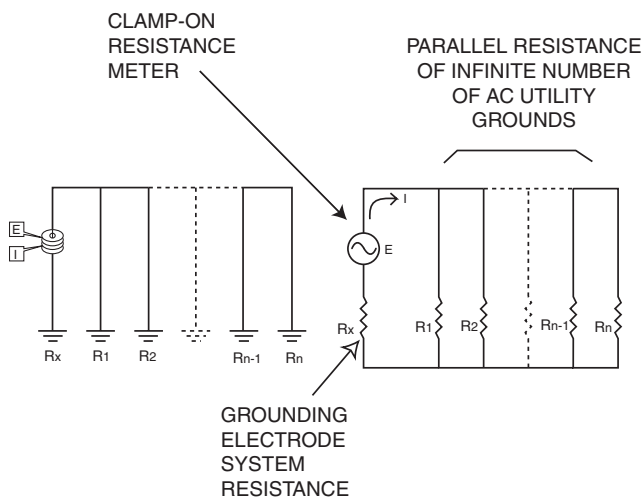 CLAMP-ON
RESISTANCE
METER
PARALLEL RESISTANCE
OF INFINITE NUMBER
OF AC UTILITY
GROUNDS
E
I
Rx
R1
R2
Rn-1
Rn
I
E
Rx
R1
R2
Rn-1
Rn
GROUNDING
ELECTRODE
SYSTEM
RESISTANCE